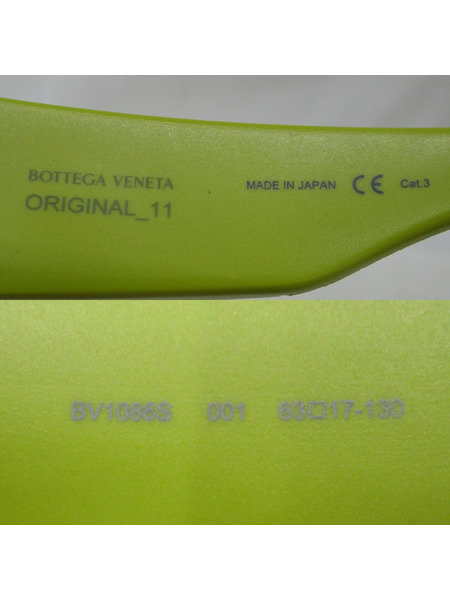 BOTTEGA VENETA
ORIGINAL_11
MADE IN JAPAN CE Cat.3
BV1086S 001 63□17-130